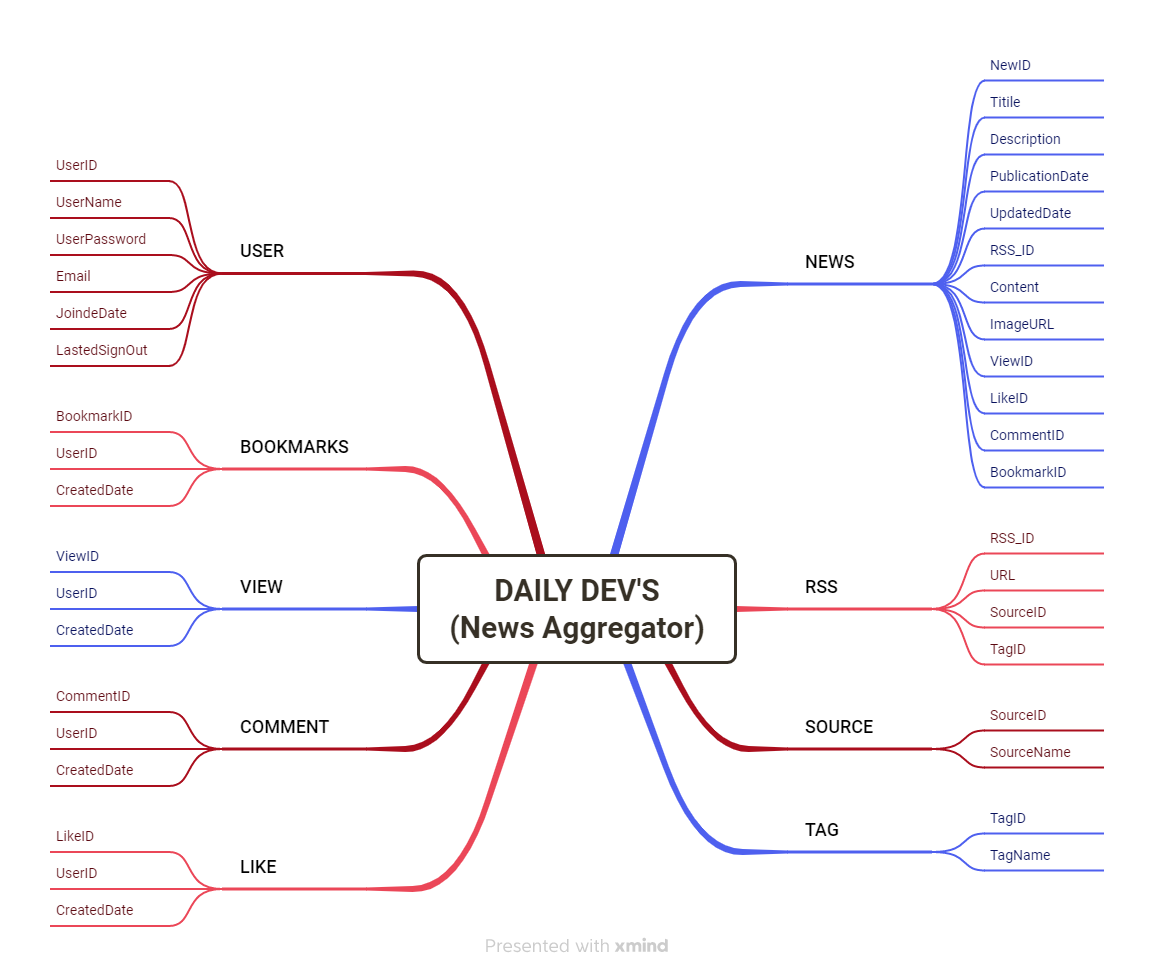 DAILY DEV'S
(News Aggregator)
NEWS
NewID
Titile
Description
PublicationDate
UpdatedDate
RSS_ID
Content
ImageURL
ViewID
LikeID
CommentID
BookmarkID
RSS
RSS_ID
URL
SourceID
TagID
SOURCE
SourceID
SourceName
TAG
TagID
TagName
USER
UserID
UserName
UserPassword
Email
JoindeDate
LastedSignOut
BOOKMARKS
BookmarkID
UserID
CreatedDate
VIEW
ViewID
UserID
CreatedDate
COMMENT
CommentID
UserID
CreatedDate
LIKE
LikeID
UserID
CreatedDate
Presented with xmind